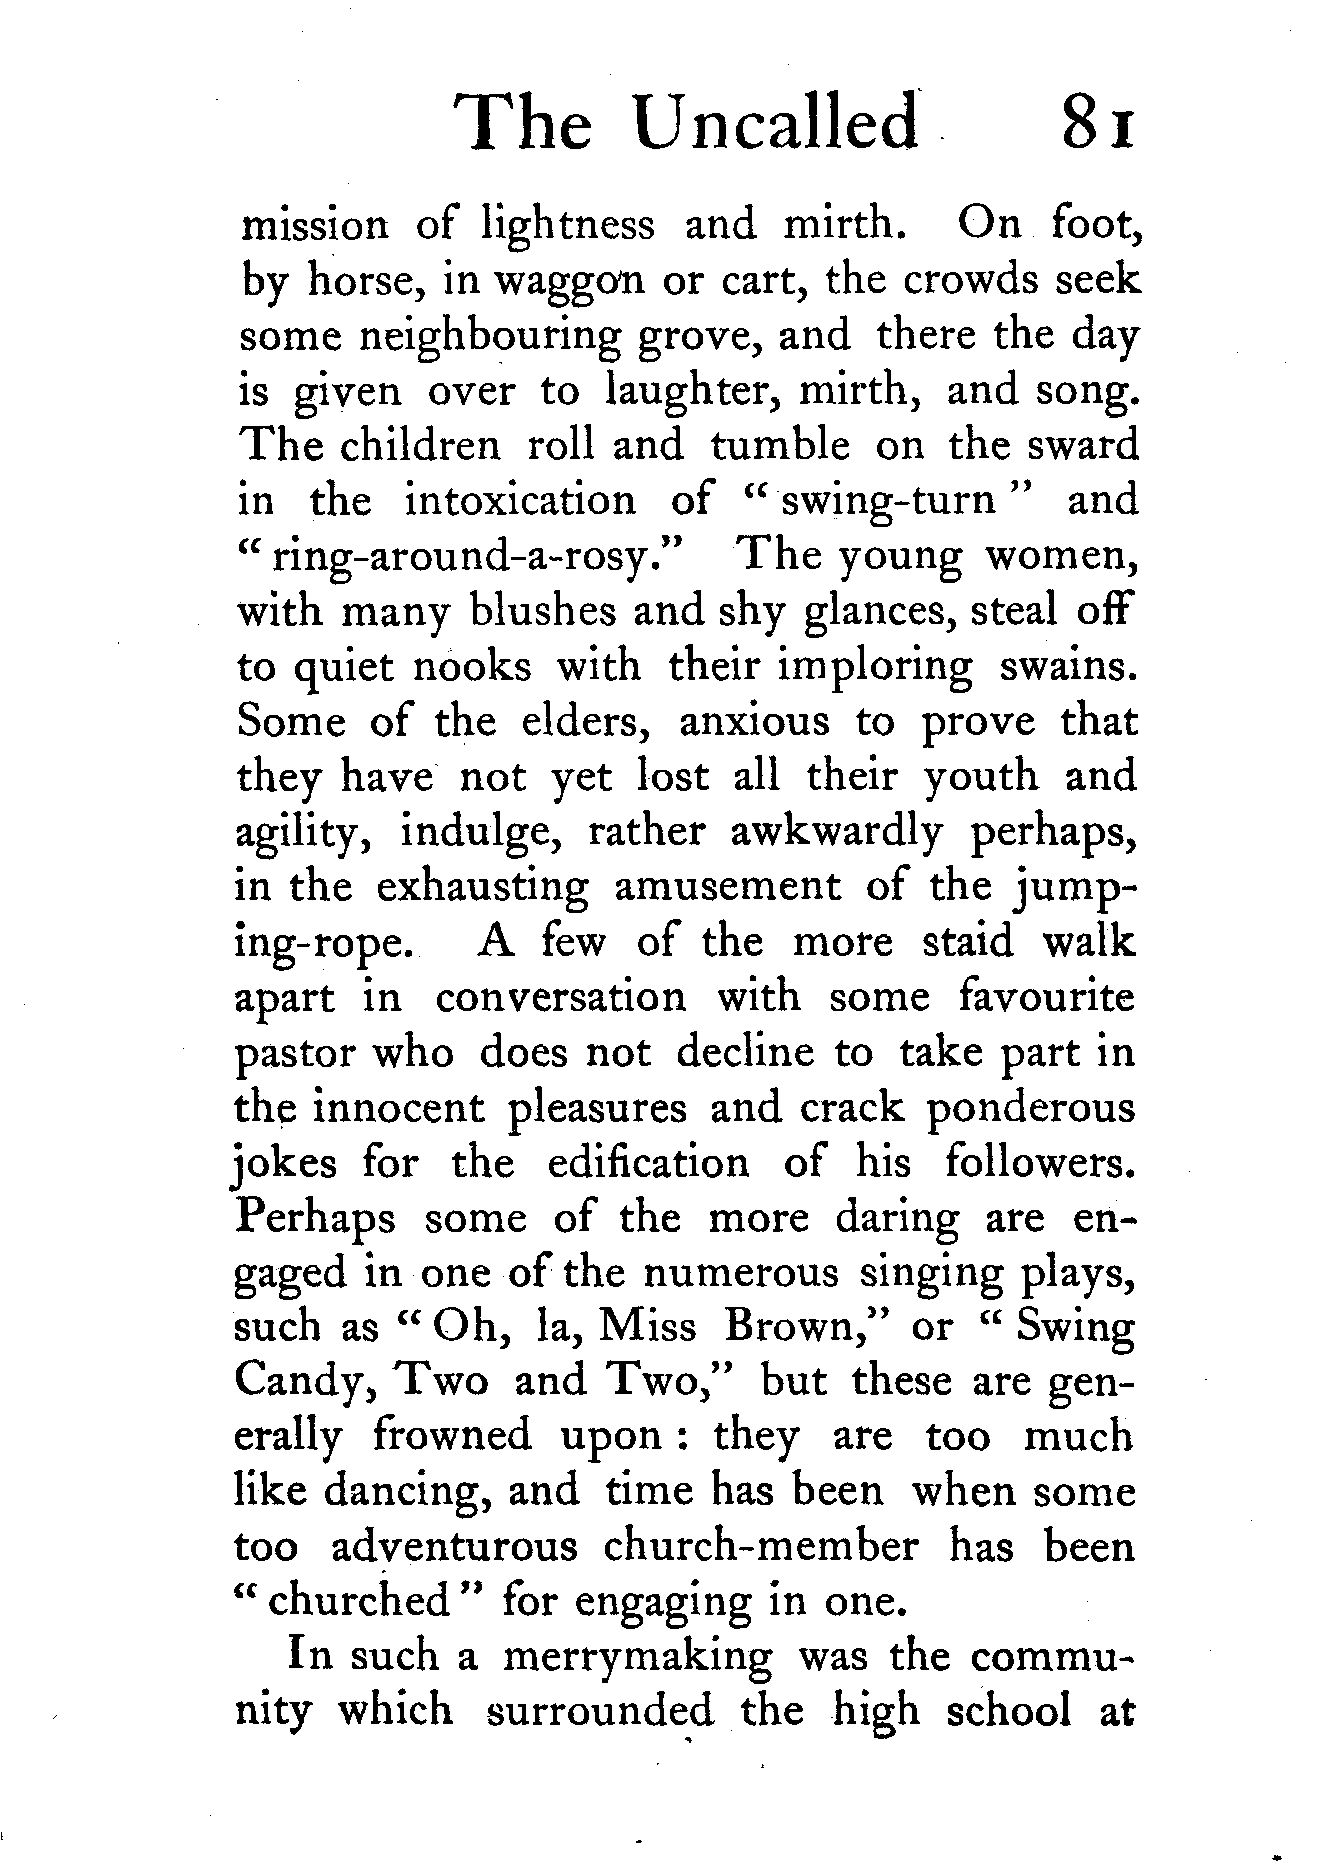 The Uncalled 81
mission of lightness and mirth. On foot,
by horse, in waggon or cart, the crowds seek
some neighbouring grove, and there the day
is given over to laughter, mirth, and song.
The children roll and tumble on the sward
in the intoxication of “ swing-turn ” and
“ ring-around-a-rosy.” The young women,
with many blushes and shy glances, steal off
to quiet nooks with their imploring swains.
Some of the elders, anxious to prove that
they have not yet lost all their youth and
agility, indulge, rather awkwardly perhaps,
in the exhausting amusement of the jump-
ing-rope. A few of the more staid walk
apart in conversation with some favourite
pastor who does not decline to take part in
the innocent pleasures and crack ponderous
jokes for the edification of his followers.
Perhaps some of the more daring are en-
gaged in one of the numerous singing plays,
such as “ Oh, la, Miss Brown,” or “ Swing
Candy, Two and Two,” but these are gen-
erally frowned upon : they are too much
like dancing, and time has been when some
too adventurous church-member has been
“ churched ” for engaging in one.
In such a merrymaking was the commu-
nity which surrounded the high school at